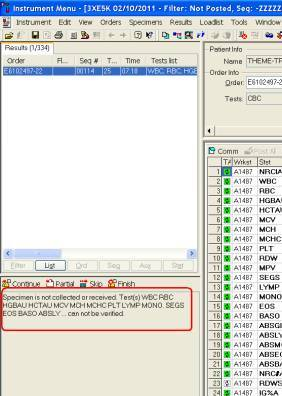 Instrument Menu - [3XE5K 02/10/2011 - Filter: Not Posted, Seq: -ZZZZZ
Instrument Edit View Orders Specimens Results Loadlist Tools Window
Results (1/334)
Order Fl... Seq # T... Time Tests list
E6102497-22 00114 25 07:18 WBC, RBC, HGB
Filter List Ord Seq Aux Stat
Continue Partial Skip Finish
Specimen is not collected or received. Test(s) WBC RBC
HGBAU HCTAU MCV MCH MCHC PLT LYMP MONO. SEGS
EOS BASO ABSLY ... can not be verified.
Patient Info
Name THEME-TR
Order Info
Order: E6102497-2
Tests: CBC
Comm Post All
TA Wrkst Stet
1 A1487 NRCIA
2 A1487 WBC
3 A1487 RBC
4 A1487 HGBAU
5 A1487 HCTAU
6 A1487 MCV
7 A1487 MCH
8 A1487 MCHC
9 A1487 PLT
10 A1487 RDW
11 A1487 MPV
12 A1487 SEGS
13 A1487 LYMP
14 A1487 MONO
15 A1487 EOS
16 A1487 BASO
17 A1487 ABSGI
18 A1487 ABSLY
19 A1487 ABSMO
20 A1487 ABSEO
21 A1487 ABSBA
22 A1487 NRC#A
23 A1487 RDWS
24 A1487 IG%A